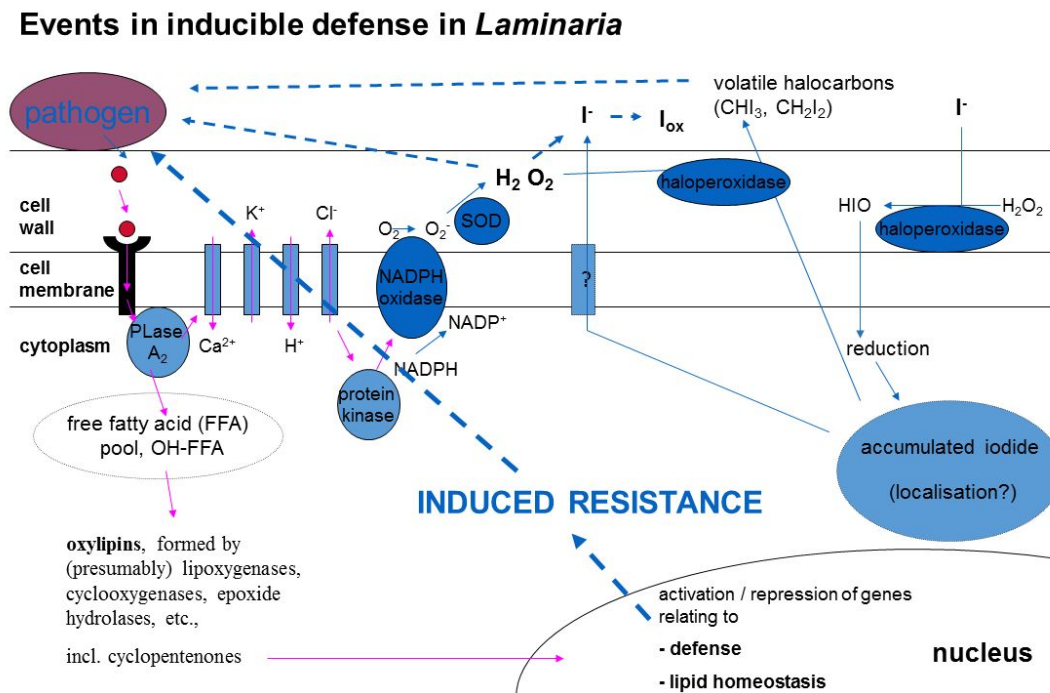 Events in inducible defense in Laminaria
pathogen
volatile halocarbons
(CHI₃, CH₂I₂)
I⁻
Iₒₓ
I⁻
H₂ O₂
haloperoxidase
HIO
H₂O₂
haloperoxidase
cell
wall
K⁺
Cl⁻
O₂
O₂⁻
SOD
cell
membrane
NADPH
oxidase
?
cytoplasm
PLase
A₂
Ca²⁺
H⁺
NADP⁺
NADPH
protein
kinase
reduction
free fatty acid (FFA)
pool, OH-FFA
accumulated iodide
(localisation?)
INDUCED RESISTANCE
oxylipins, formed by
(presumably) lipoxygenases,
cyclooxygenases, epoxide
hydrolases, etc.,
incl. cyclopentenones
activation / repression of genes
relating to
- defense
- lipid homeostasis
nucleus